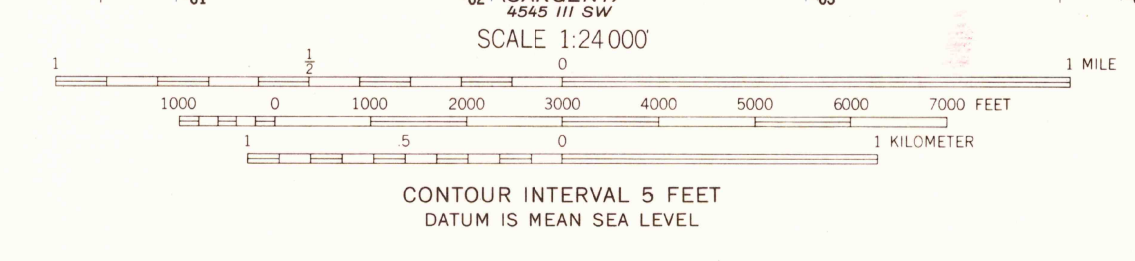 4545 III SW
SCALE 1:24 000
1 1/2 0 1 MILE
1000 0 1000 2000 3000 4000 5000 6000 7000 FEET
1 .5 0 1 KILOMETER
CONTOUR INTERVAL 5 FEET
DATUM IS MEAN SEA LEVEL